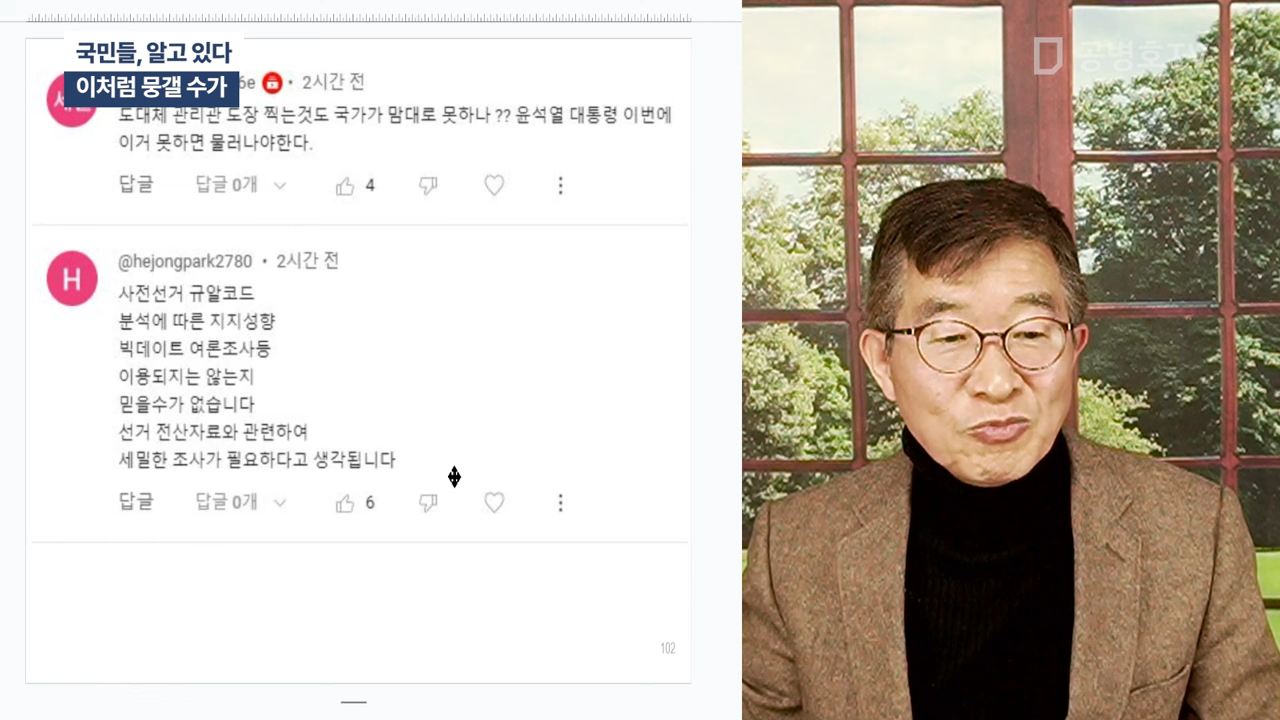 국민들, 알고 있다
이처럼 뭉갤 수가
6e • 2시간 전
도대체 관리관 도장 찍는것도 국가가 맘대로 못하나 ?? 윤석열 대통령 이번에
이거 못하면 물러나야한다.
답글 답글 0개 4
공병호TV
H
@hejongpark2780 • 2시간 전
사전선거 규알코드
분석에 따른 지지성향
빅데이트 여론조사등
이용되지는 않는지
믿을수가 없습니다
선거 전산자료와 관련하여
세밀한 조사가 필요하다고 생각됩니다
답글 답글 0개 6
102